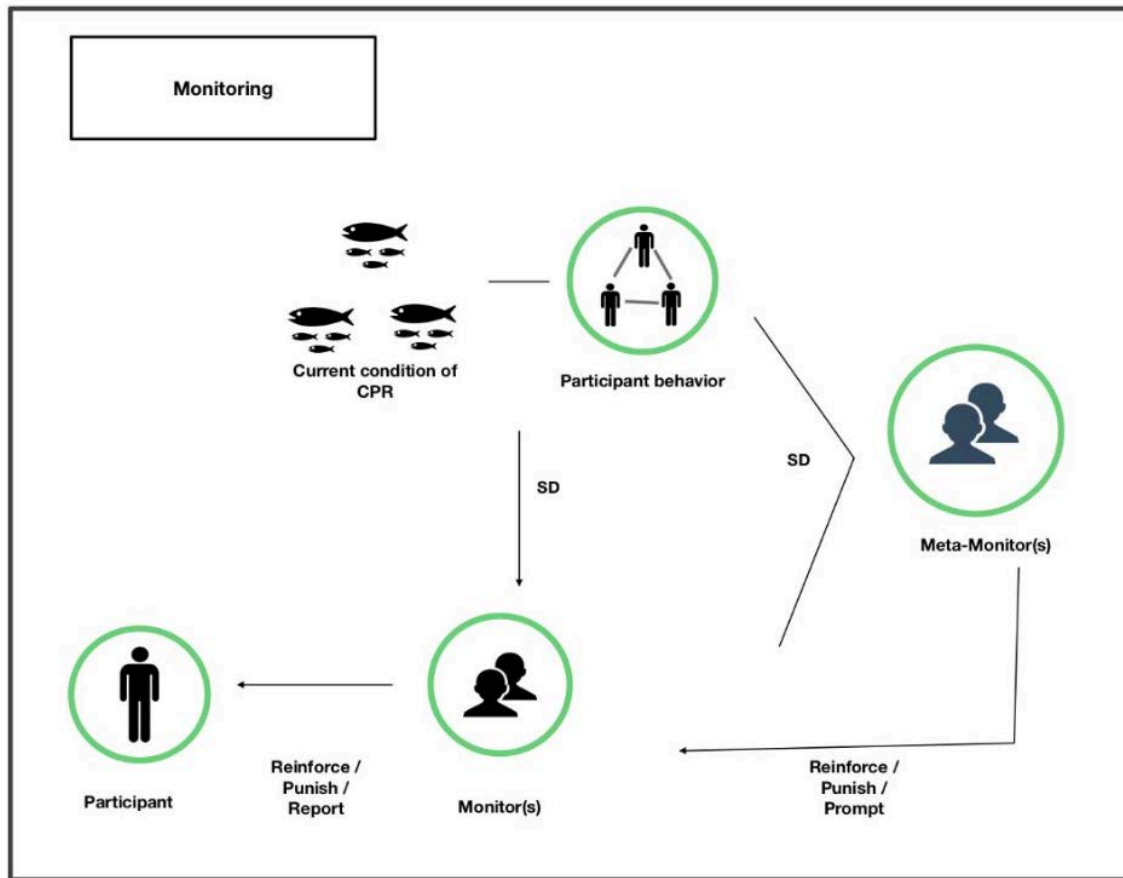 Monitoring
Current condition of
CPR
Participant behavior
SD
SD
Meta-Monitor(s)
Participant
Reinforce /
Punish /
Report
Monitor(s)
Reinforce /
Punish /
Prompt